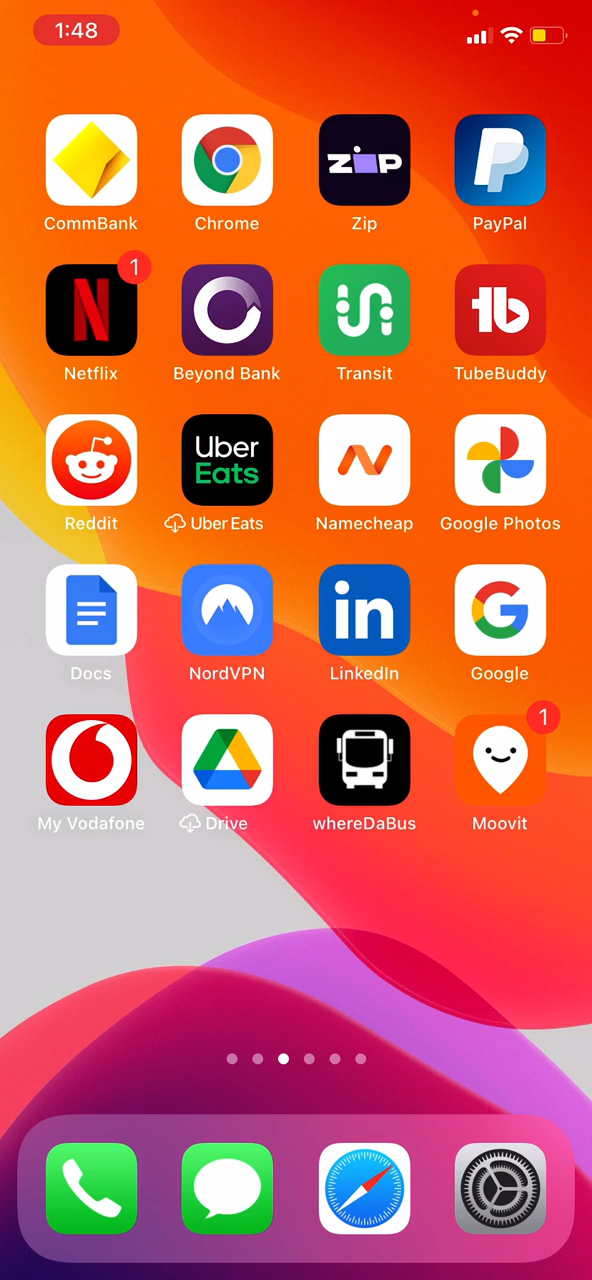 1:48
CommBank Chrome Zip PayPal
1
Netflix Beyond Bank Transit TubeBuddy
Uber
Eats
Reddit Uber Eats Namecheap Google Photos
in
Docs NordVPN LinkedIn Google
1
My Vodafone Drive whereDaBus Moovit